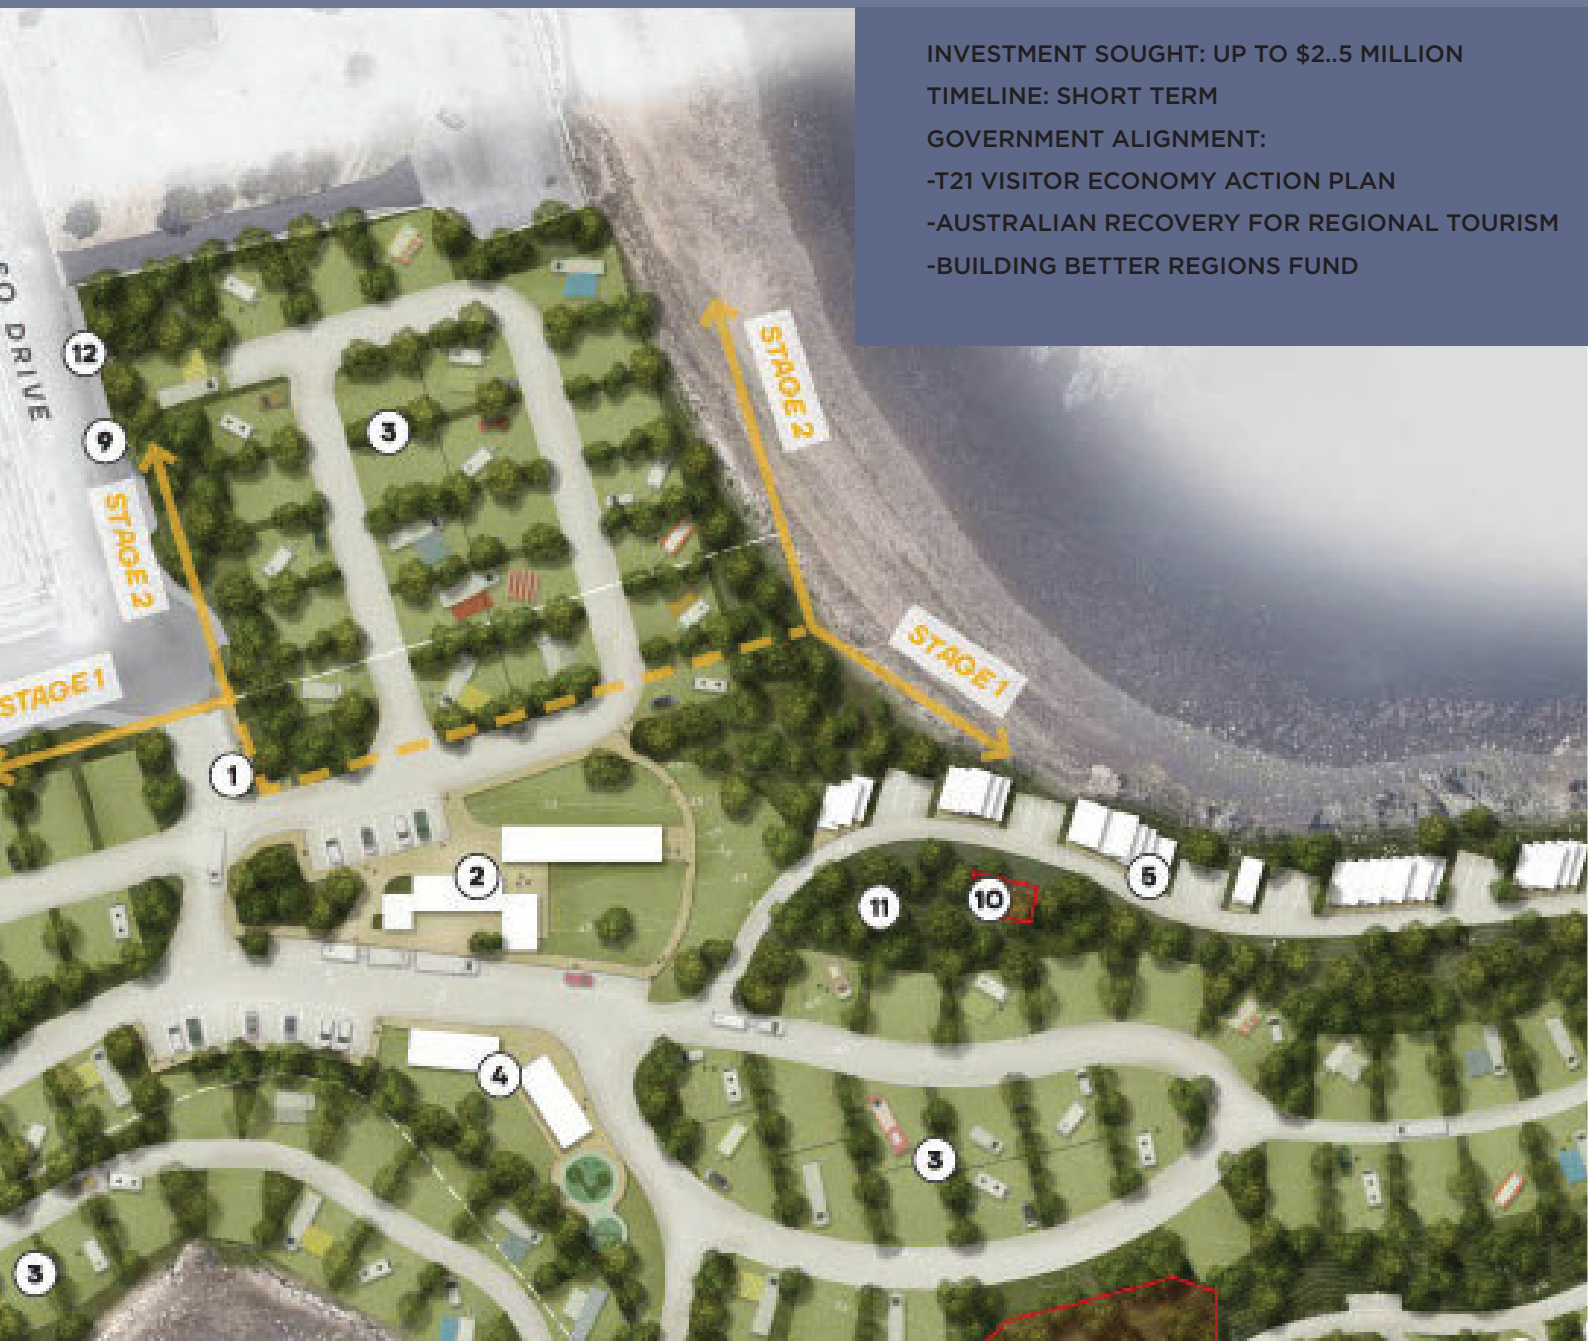 INVESTMENT SOUGHT: UP TO $2..5 MILLION
TIMELINE: SHORT TERM
GOVERNMENT ALIGNMENT:
-T21 VISITOR ECONOMY ACTION PLAN
-AUSTRALIAN RECOVERY FOR REGIONAL TOURISM
-BUILDING BETTER REGIONS FUND
DRIVE
12
9
3
STAGE 2
STAGE 2
STAGE 1
STAGE 1
1
2
5
11
10
4
3
3